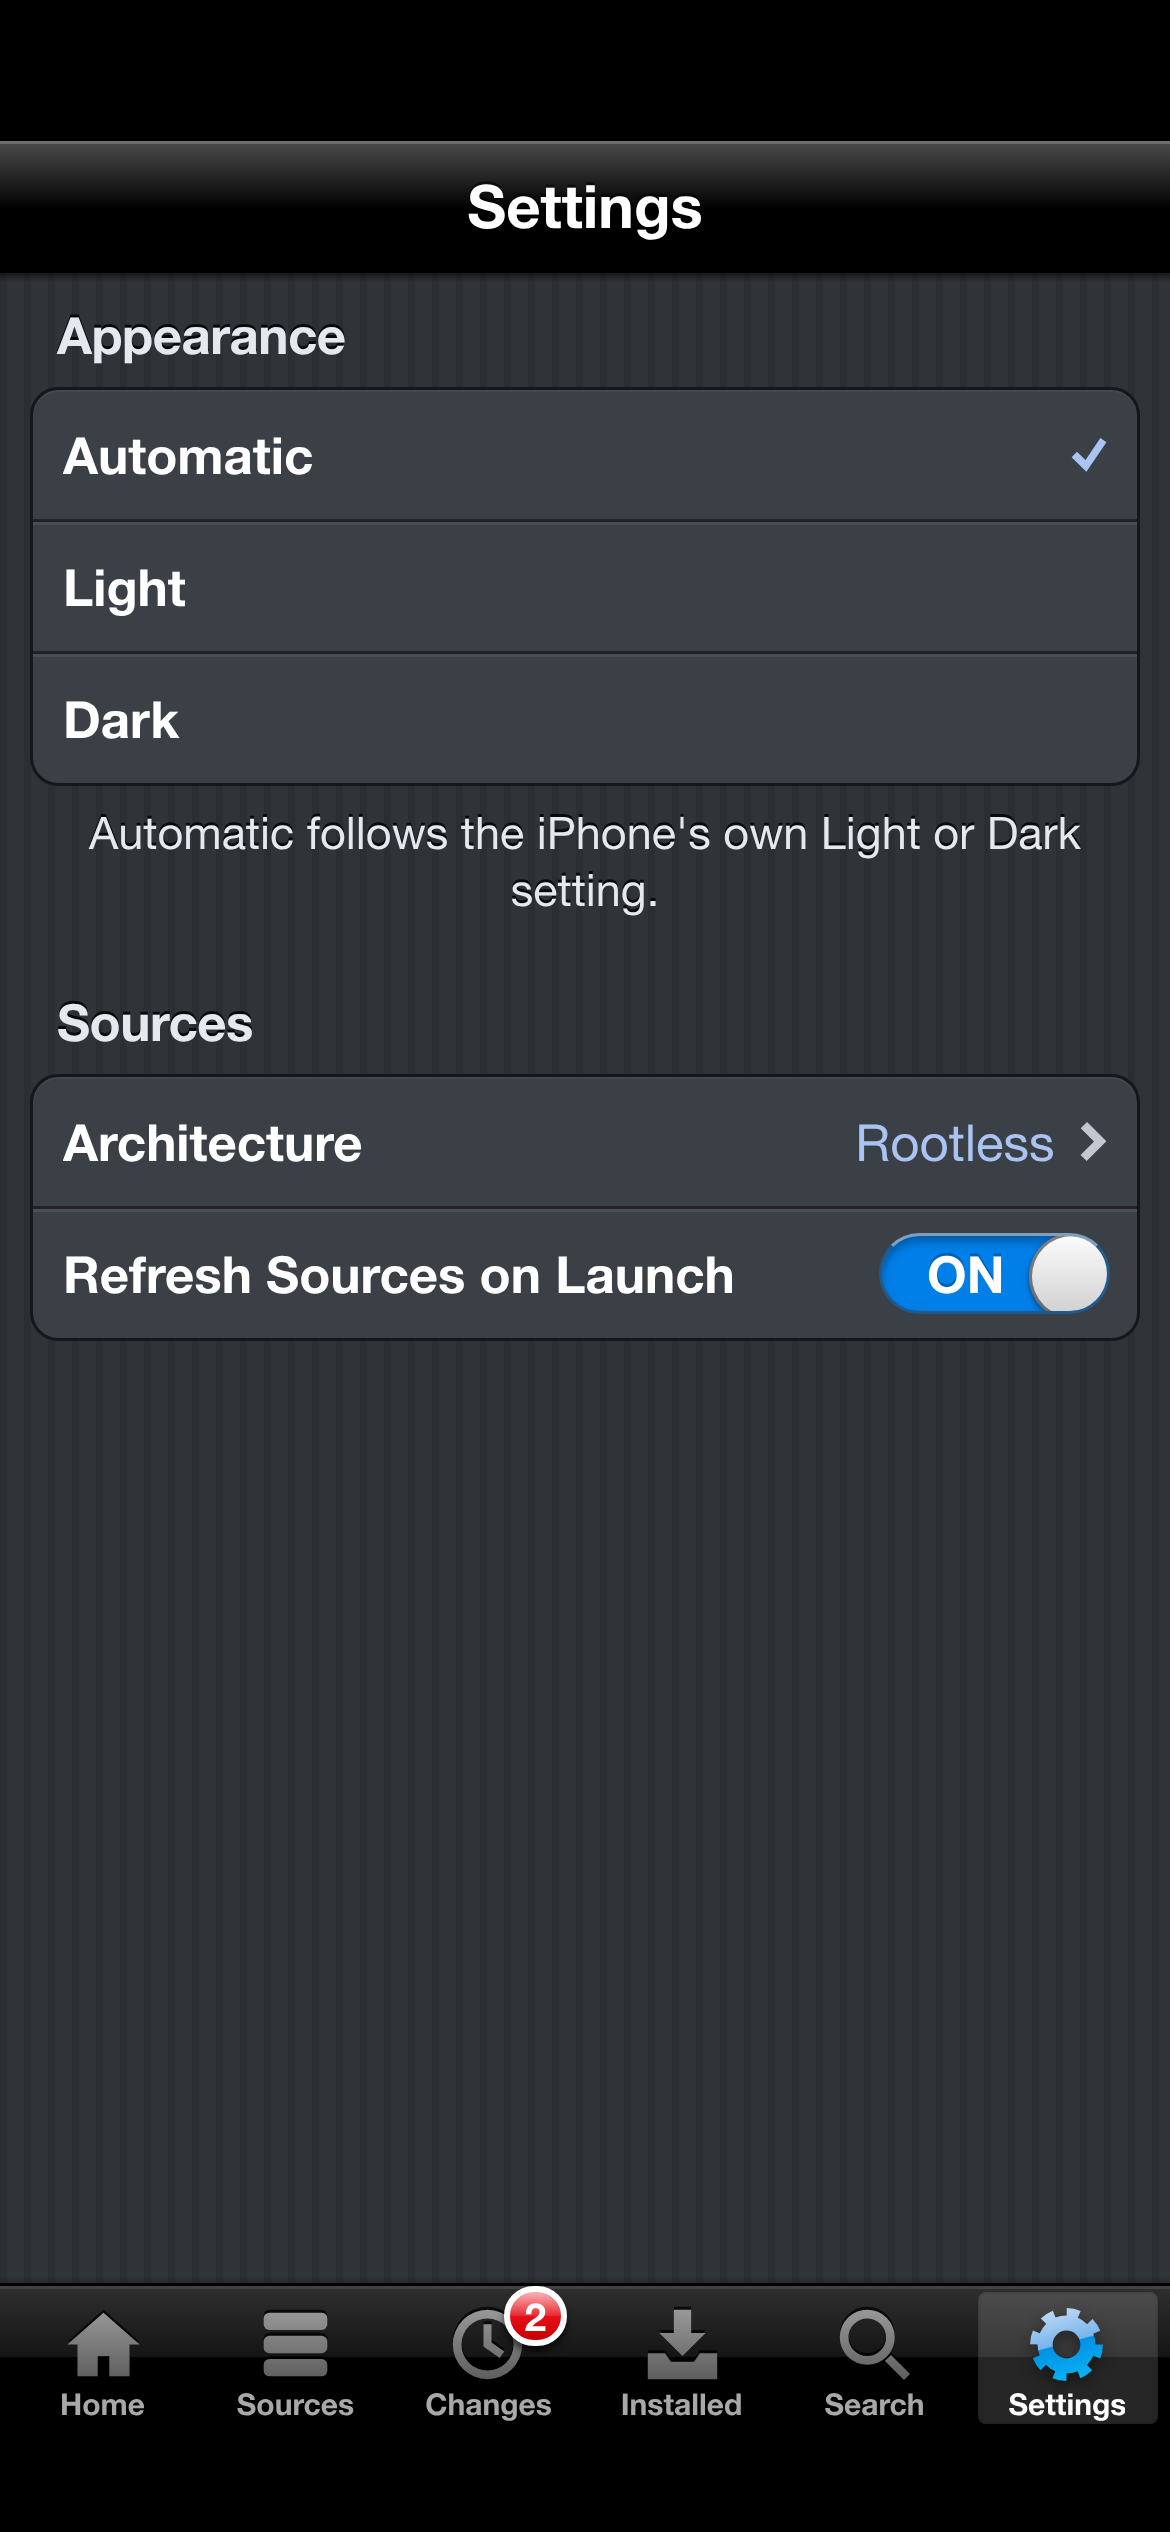 Settings
Appearance
Automatic
Light
Dark
Automatic follows the iPhone's own Light or Dark
setting.
Sources
Architecture Rootless
Refresh Sources on Launch ON
2
Home Sources Changes Installed Search Settings